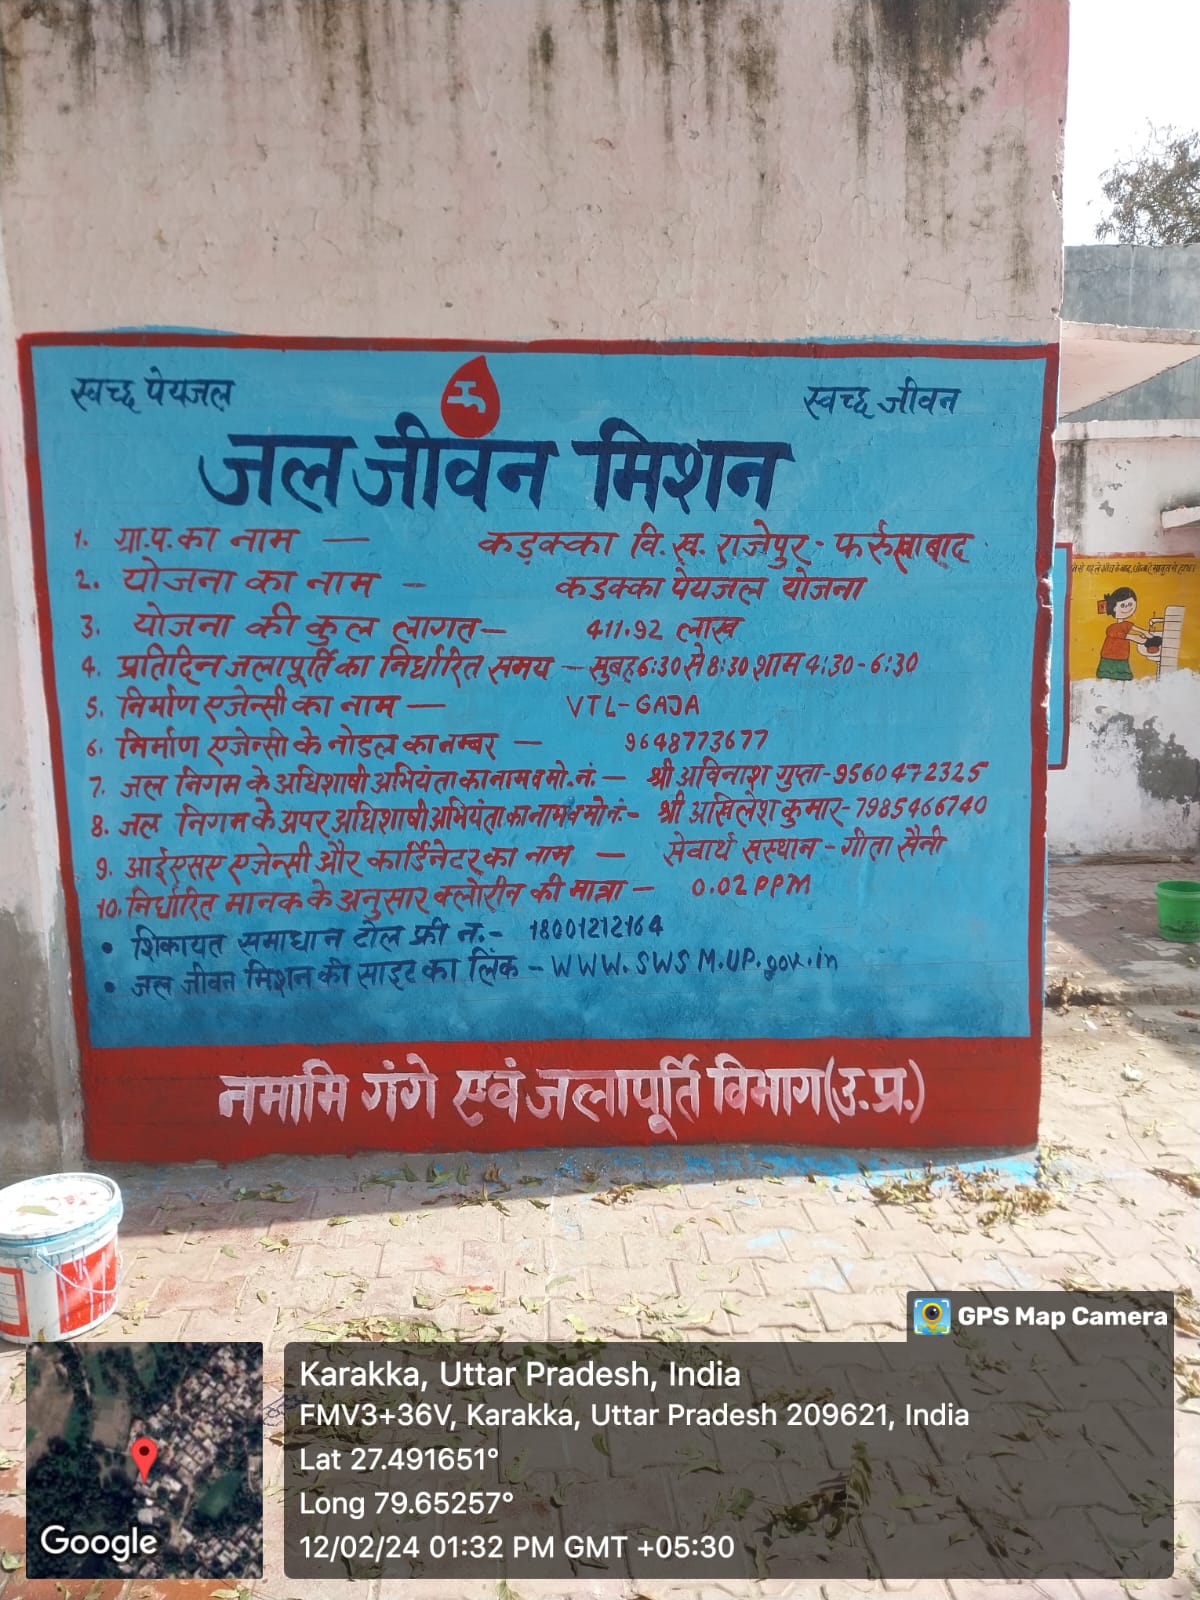 स्वच्छ पेयजल
स्वच्छ जीवन
जल जीवन मिशन
1. ग्रा.प.का नाम — कड़क्का वि.ख. राजेपुर - फर्रुखाबाद
2. योजना का नाम - कडक्का पेयजल योजना
3. योजना की कुल लागत - 411.92 लाख
4. प्रतिदिन जलापूर्ति का निर्धारित समय - सुबह 6:30 से 8:30 शाम 4:30-6:30
5. निर्माण एजेन्सी का नाम — VTL-GAJA
6. निर्माण एजेन्सी के नोडल का नम्बर — 9648773677
7. जल निगम के अधिशाषी अभियंता का नाम व मो.नं. — श्री अविनाश गुप्ता - 9560472325
8. जल निगम के अपर अधिशाषी अभियंता का नाम व मो नं - श्री अखिलेश कुमार - 7985466740
9. आईएसए एजेन्सी और कार्डिनेटर का नाम — सेवार्थ संस्थान - गीता सैनी
10. निर्धारित मानक के अनुसार क्लोरीन की मात्रा — 0.02 PPM
• शिकायत समाधान टोल फ्री न. - 18001212164
• जल जीवन मिशन की साइट का लिंक - WWW.SWSM.UP.gov.in
नमामि गंगे एवं जलापूर्ति विभाग (उ.प्र.)
GPS Map Camera
Karakka, Uttar Pradesh, India
FMV3+36V, Karakka, Uttar Pradesh 209621, India
Lat 27.491651°
Long 79.65257°
12/02/24 01:32 PM GMT +05:30
Google